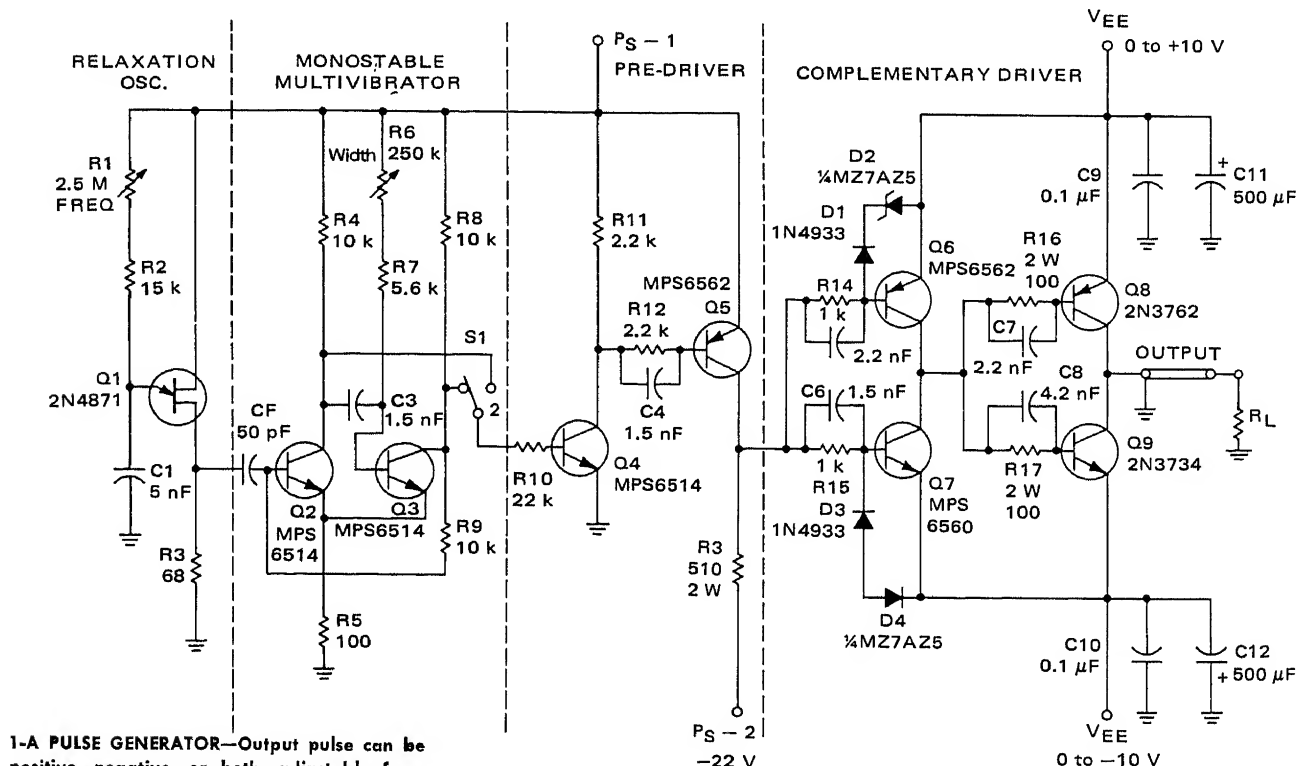 RELAXATION
OSC.
MONOSTABLE
MULTIVIBRATOR
PS – 1
PRE-DRIVER
COMPLEMENTARY DRIVER
VEE
0 to +10 V
R1
2.5 M
FREQ
R2
15 k
Q1
2N4871
C1
5 nF
R3
68
CF
50 pF
R4
10 k
Width
R6
250 k
R7
5.6 k
R8
10 k
S1
2
C3
1.5 nF
Q2
MPS
6514
Q3
MPS6514
R9
10 k
R5
100
R10
22 k
R11
2.2 k
Q4
MPS6514
MPS6562
Q5
R12
2.2 k
C4
1.5 nF
R3
510
2 W
PS – 2
–22 V
D2
¼MZ7AZ5
D1
1N4933
Q6
MPS6562
R14
1 k
2.2 nF
C6
1.5 nF
1 k
R15
D3
1N4933
Q7
MPS
6560
D4
¼MZ7AZ5
R16
2 W
100
C7
2.2 nF
Q8
2N3762
C8
4.2 nF
R17
2 W
100
Q9
2N3734
OUTPUT
RL
C9
0.1 µF
+
C11
500 µF
C10
0.1 µF
C12
+
500 µF
VEE
0 to –10 V
1-A PULSE GENERATOR—Output pulse can be